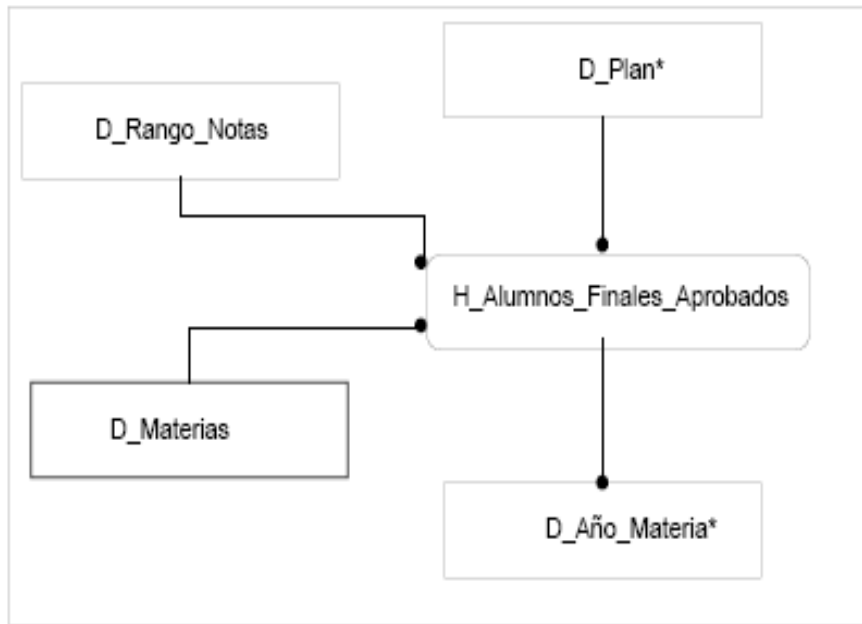 D_Plan*
D_Rango_Notas
H_Alumnos_Finales_Aprobados
D_Materias
D_Año_Materia*